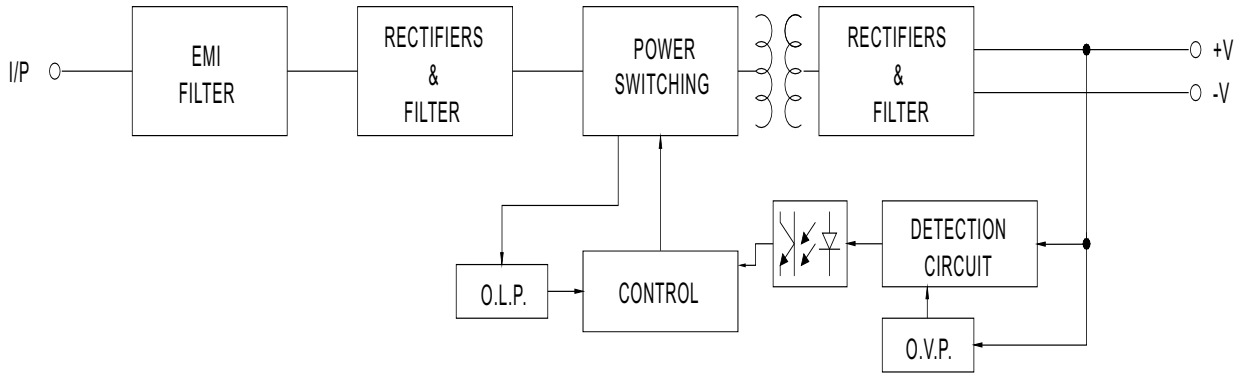 I/P
EMI
FILTER
RECTIFIERS
&
FILTER
POWER
SWITCHING
RECTIFIERS
&
FILTER
+V
-V
O.L.P.
CONTROL
DETECTION
CIRCUIT
O.V.P.